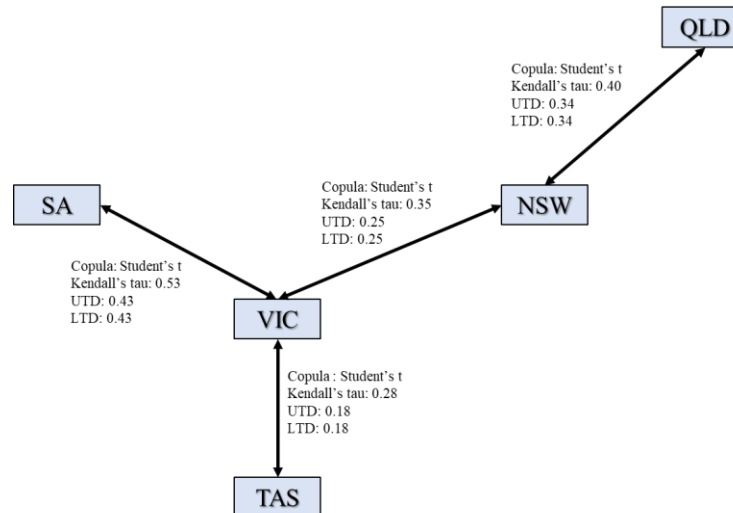 QLD
Copula: Student's t
Kendall's tau: 0.40
UTD: 0.34
LTD: 0.34
SA
Copula: Student's t
Kendall's tau: 0.35
UTD: 0.25
LTD: 0.25
NSW
Copula: Student's t
Kendall's tau: 0.53
UTD: 0.43
LTD: 0.43
VIC
Copula : Student's t
Kendall's tau: 0.28
UTD: 0.18
LTD: 0.18
TAS